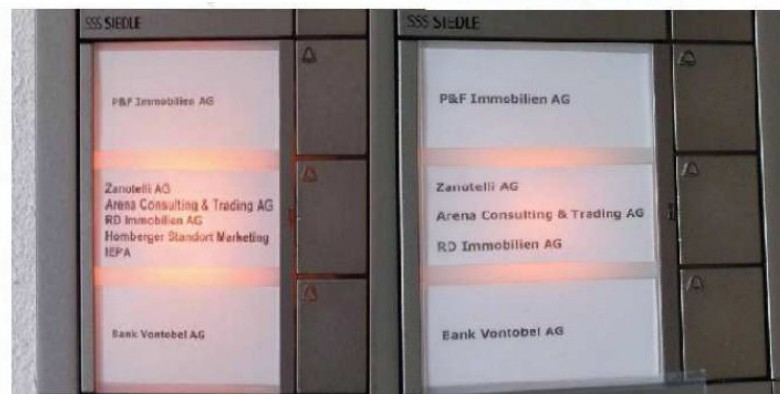 SSS SIEDLE
P&F Immobilien AG
Zanotelli AG
Arena Consulting & Trading AG
RD Immobilien AG
Homberger Standort Marketing
IEPA
Bank Vontobel AG
SSS SIEDLE
P&F Immobilien AG
Zanotelli AG
Arena Consulting & Trading AG
RD Immobilien AG
Bank Vontobel AG